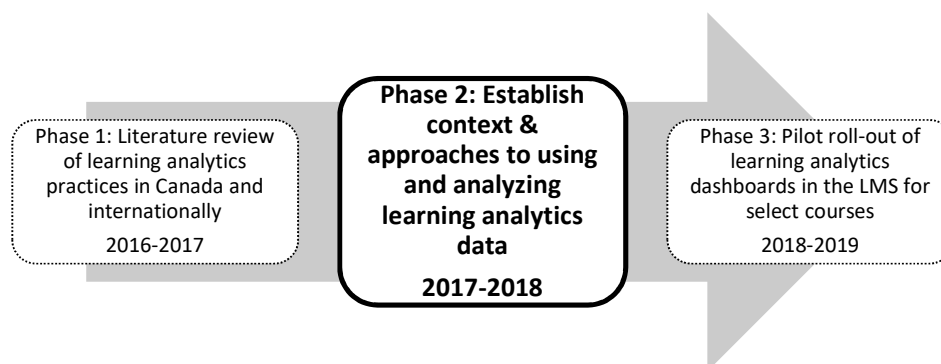 Phase 1: Literature review
of learning analytics
practices in Canada and
internationally
2016-2017
Phase 2: Establish
context &
approaches to using
and analyzing
learning analytics
data
2017-2018
Phase 3: Pilot roll-out of
learning analytics
dashboards in the LMS for
select courses
2018-2019